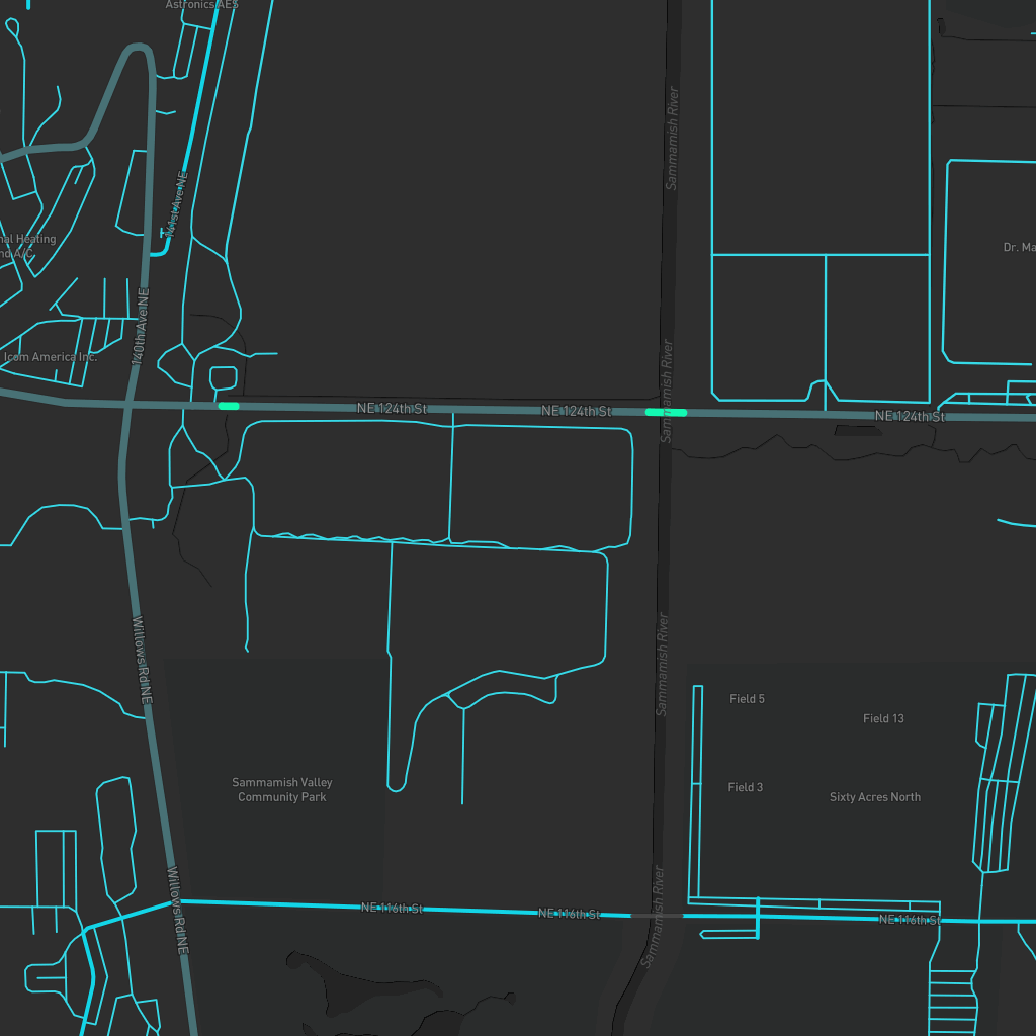 Astronics AES
Sammamish River
141st Ave NE
nal Heating
nd A/C
Dr. Ma
140th Ave NE
Icom America Inc.
Sammamish River
NE 124th St
NE 124th St
NE 124th St
Willows Rd NE
Sammamish River
Field 5
Field 13
Sammamish Valley
Community Park
Field 3
Sixty Acres North
Willows Rd NE
NE 116th St
NE 116th St
NE 116th St
Sammamish River